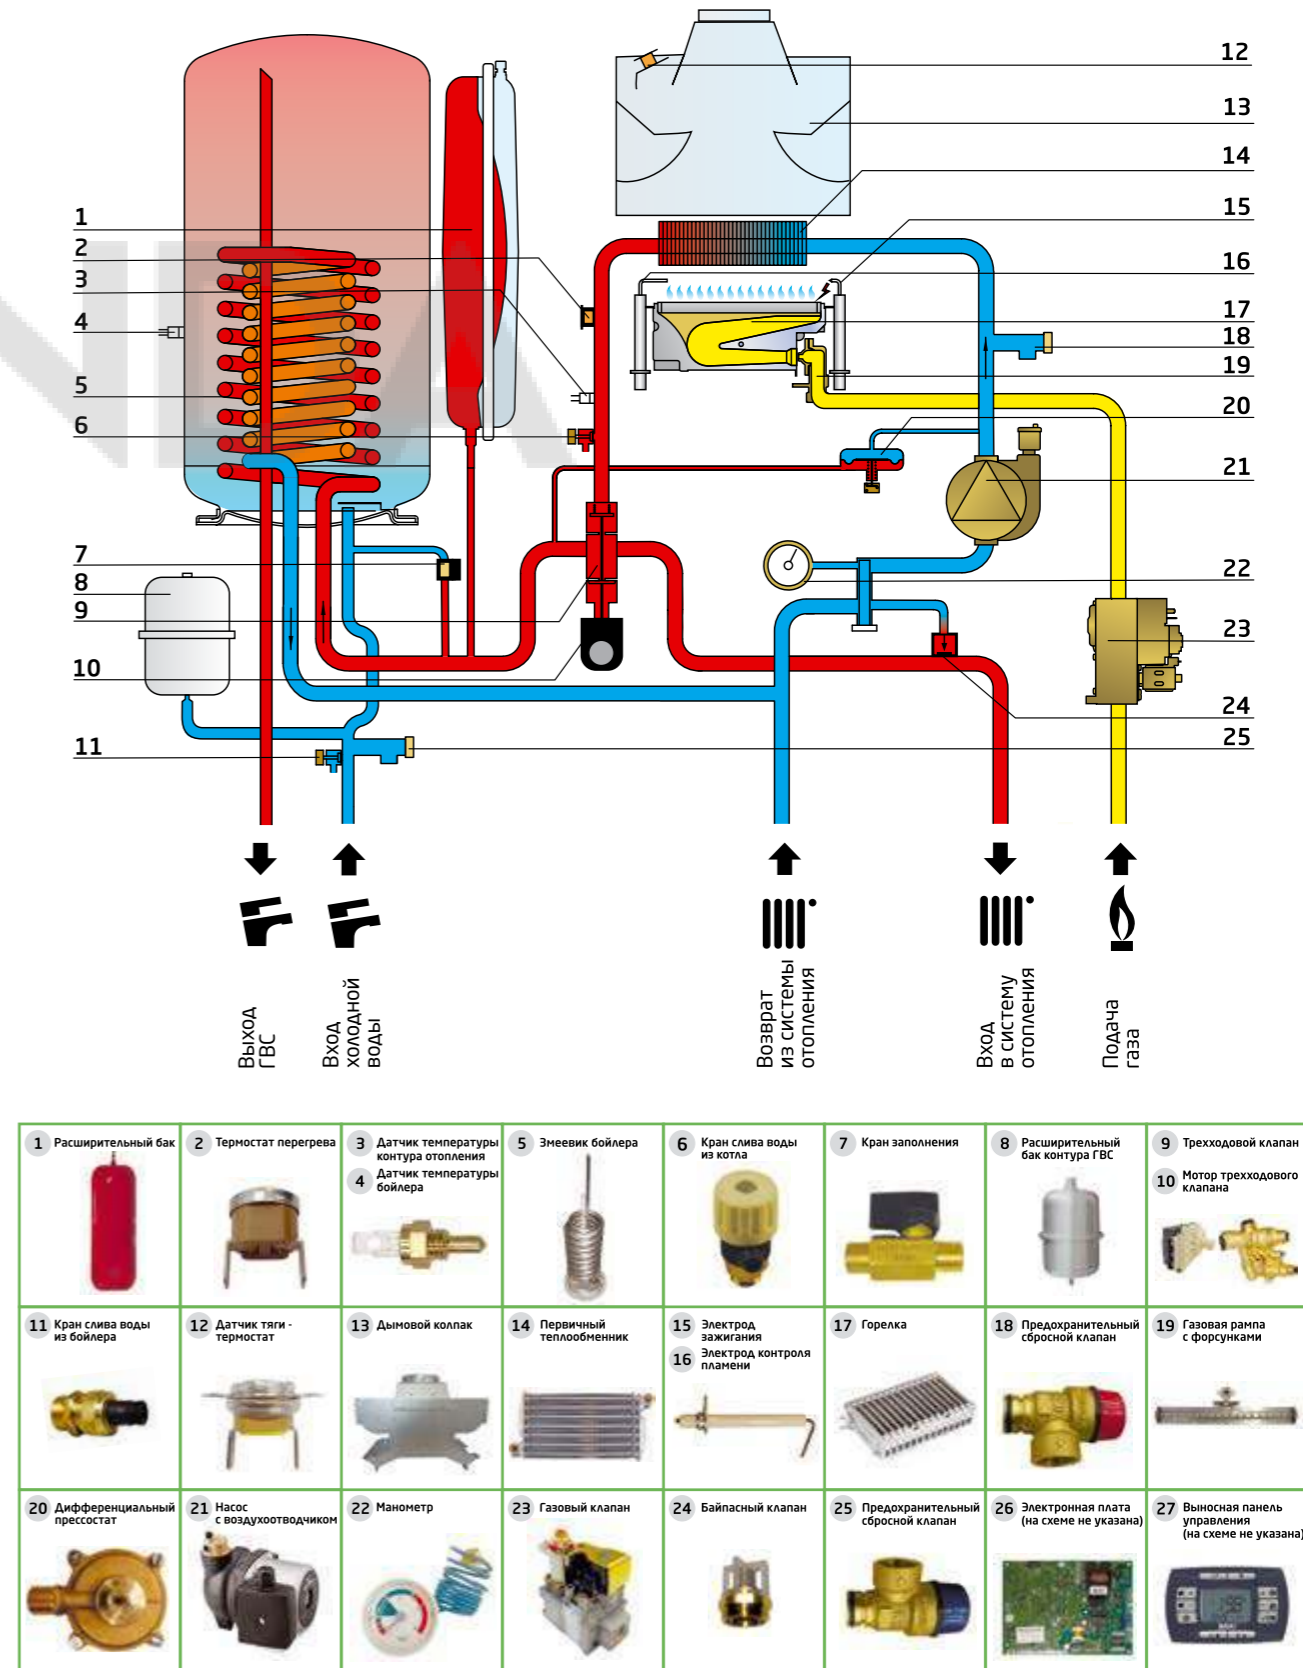 12
13
14
15
16
17
18
19
20
21
22
23
24
25
1
2
3
4
5
6
7
8
9
10
11
Выход
ГВС
Вход
холодной
воды
Возврат
из системы
отопления
Вход
в систему
отопления
Подача
газа
1 Расширительный бак
2 Термостат перегрева
3 Датчик температуры
контура отопления
4 Датчик температуры
бойлера
5 Змеевик бойлера
6 Кран слива воды
из котла
7 Кран заполнения
8 Расширительный
бак контура ГВС
9 Трехходовой клапан
10 Мотор трехходового
клапана
11 Кран слива воды
из бойлера
12 Датчик тяги -
термостат
13 Дымовой колпак
14 Первичный
теплообменник
15 Электрод
зажигания
16 Электрод контроля
пламени
17 Горелка
18 Предохранительный
сбросной клапан
19 Газовая рампа
с форсунками
20 Дифференциальный
прессостат
21 Насос
с воздухоотводчиком
22 Манометр
23 Газовый клапан
24 Байпасный клапан
25 Предохранительный
сбросной клапан
26 Электронная плата
(на схеме не указана)
27 Выносная панель
управления
(на схеме не указана)